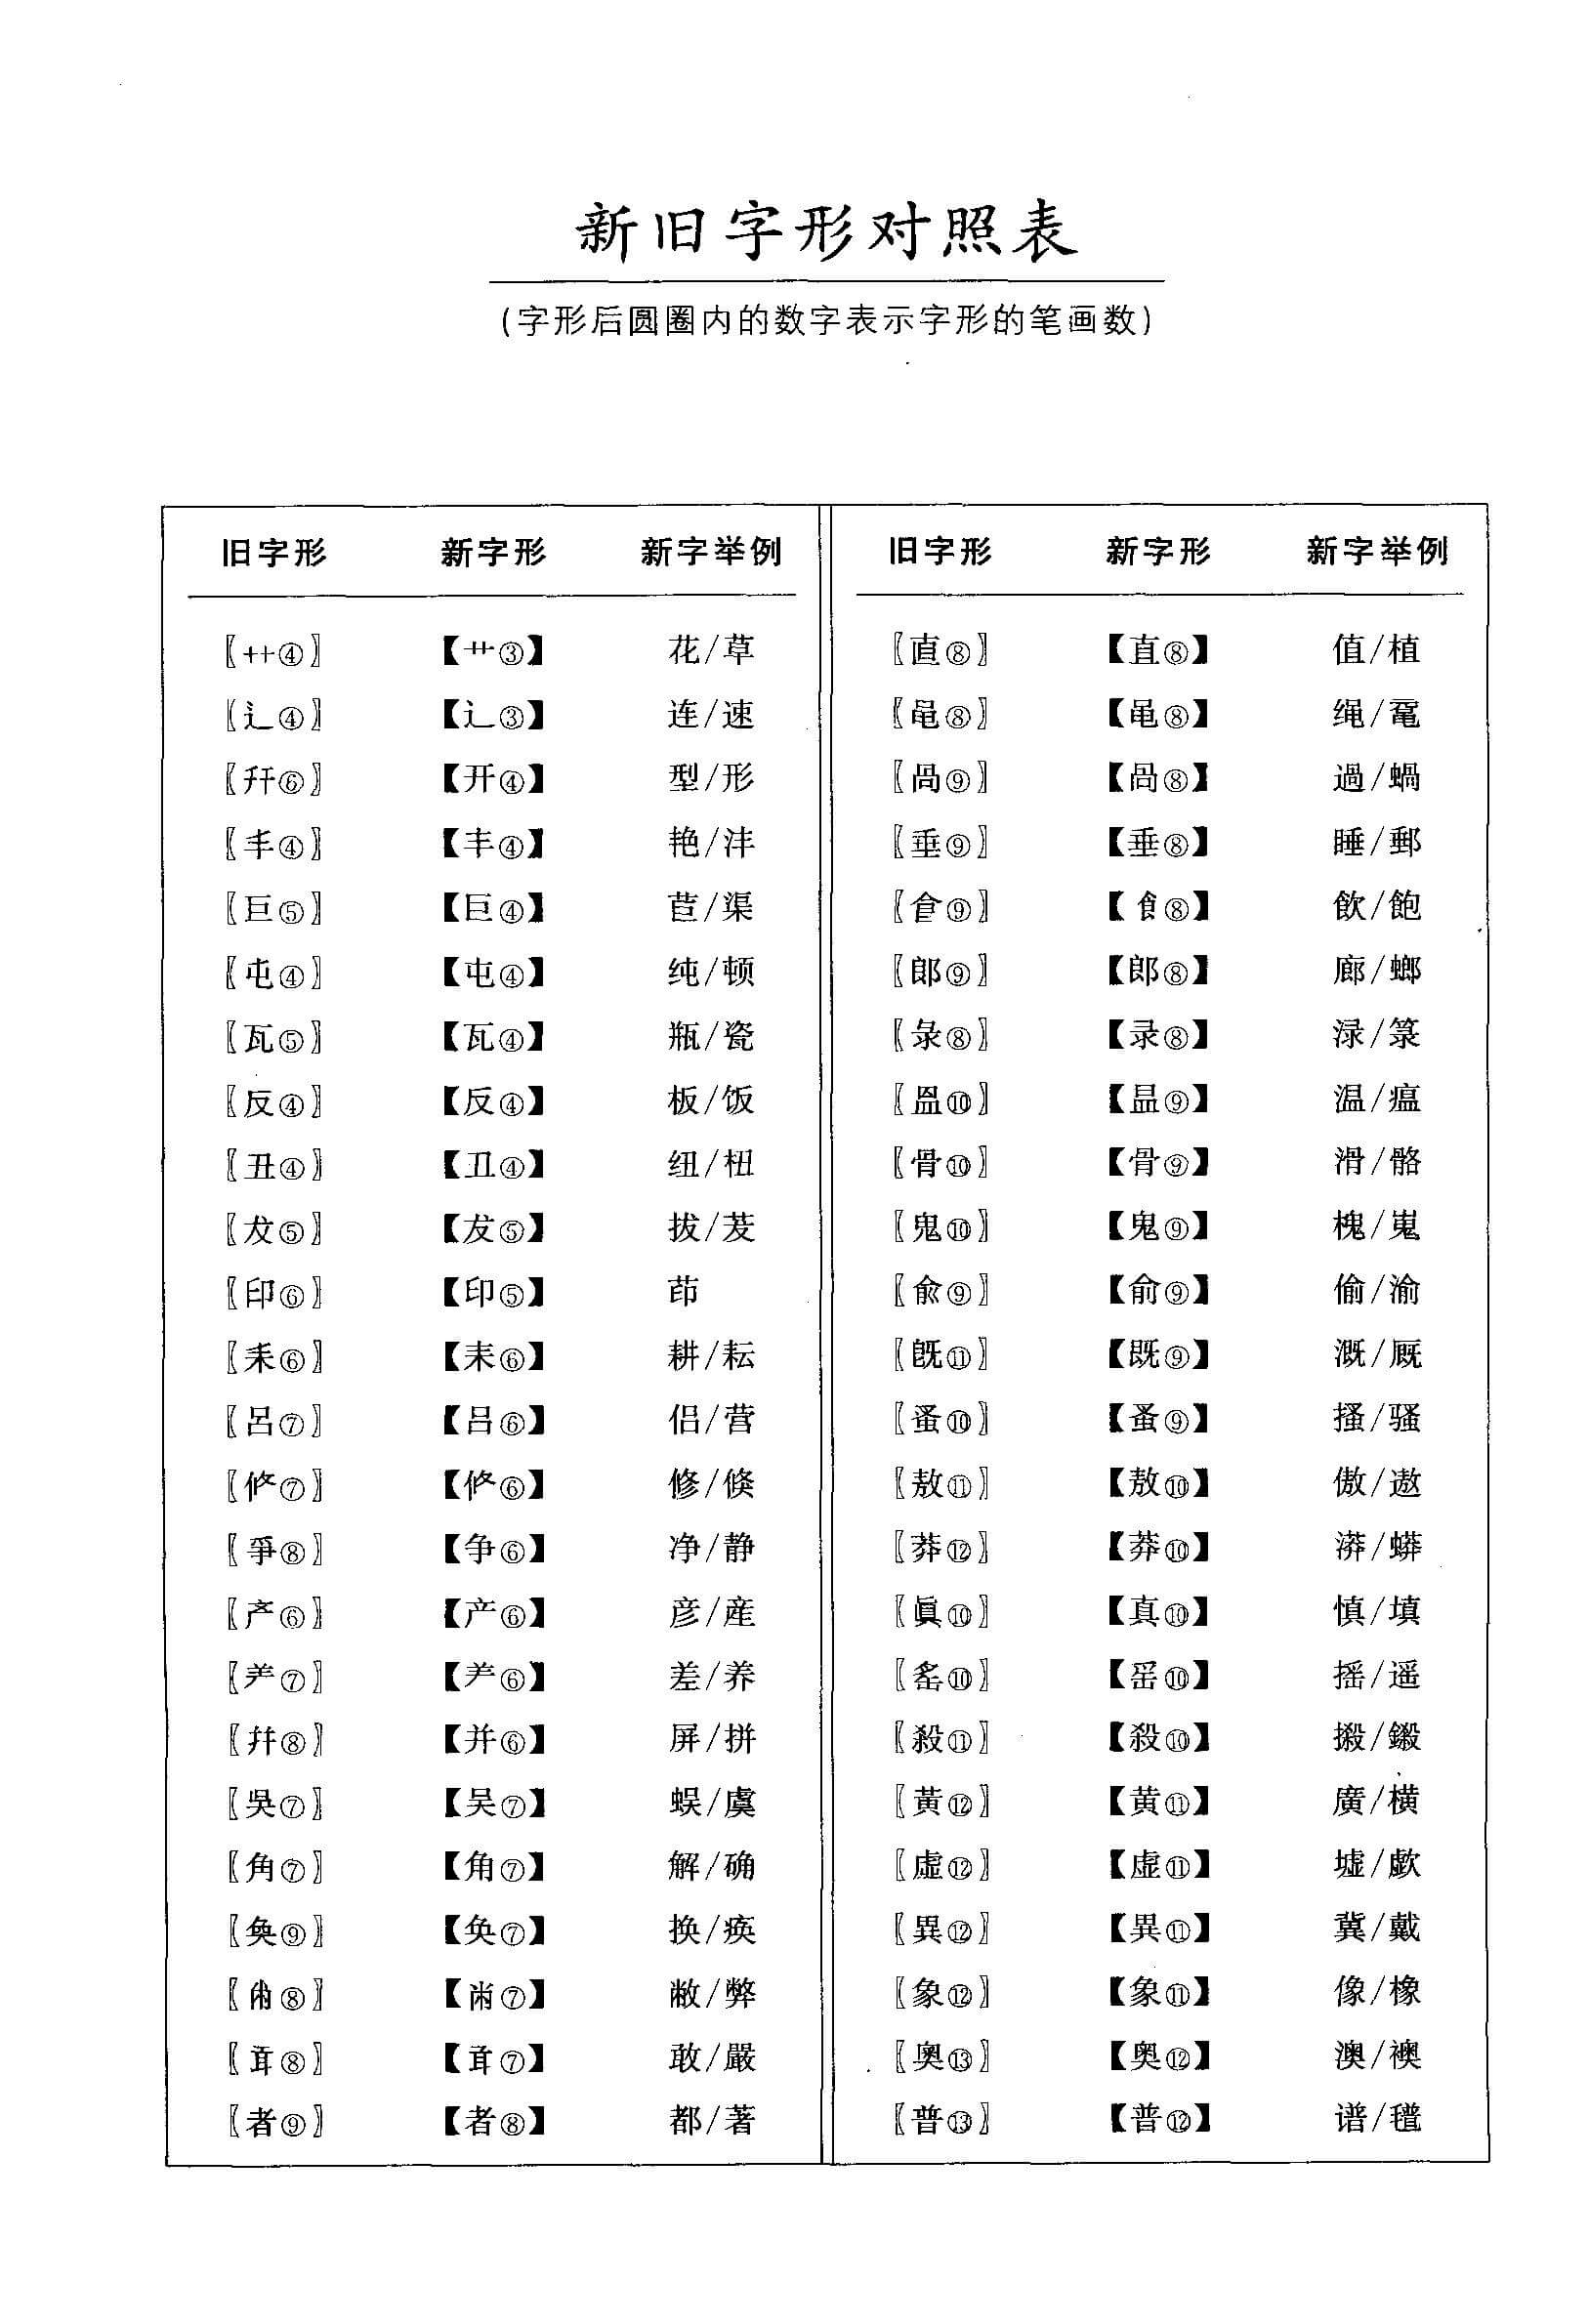 新旧字形对照表
(字形后圆圈内的数字表示字形的笔画数)
旧字形 新字形 新字举例
〖艹④〗 【艹③】 花/草
〖辶④〗 【辶③】 连/速
〖幵⑥〗 【开④】 型/形
〖丰④〗 【丰④】 艳/沣
〖巨⑤〗 【巨④】 苣/渠
〖屯④〗 【屯④】 纯/顿
〖瓦⑤〗 【瓦④】 瓶/瓷
〖反④〗 【反④】 板/饭
〖丑④〗 【丑④】 纽/杻
〖犮⑤〗 【犮⑤】 拔/茇
〖印⑥〗 【印⑤】 茚
〖耒⑥〗 【耒⑥】 耕/耘
〖呂⑦〗 【吕⑥】 侣/营
〖⑦〗 【⑥】 修/倏
〖爭⑧〗 【争⑥】 净/静
〖产⑥〗 【产⑥】 彦/産
〖⑦〗 【⑥】 差/养
〖幷⑧〗 【并⑥】 屏/拼
〖吳⑦〗 【吴⑦】 蜈/虞
〖角⑦〗 【角⑦】 解/确
〖奐⑨〗 【奂⑦】 换/痪
〖㡀⑧〗 【㡀⑦】 敝/弊
〖⑧〗 【⑦】 敢/嚴
〖者⑨〗 【者⑧】 都/著
旧字形 新字形 新字举例
〖直⑧〗 【直⑧】 值/植
〖黾⑧〗 【黾⑧】 绳/鼋
〖咼⑨〗 【咼⑧】 過/蝸
〖垂⑨〗 【垂⑧】 睡/郵
〖飠⑨〗 【飠⑧】 飲/飽
〖郎⑨〗 【郎⑧】 廊/螂
〖彔⑧〗 【录⑧】 渌/箓
〖𥁕⑩〗 【昷⑨】 温/瘟
〖骨⑩〗 【骨⑨】 滑/骼
〖鬼⑩〗 【鬼⑨】 槐/嵬
〖兪⑨〗 【俞⑨】 偷/渝
〖旣⑪〗 【既⑨】 溉/厩
〖蚤⑩〗 【蚤⑨】 搔/骚
〖敖⑪〗 【敖⑩】 傲/遨
〖莽⑫〗 【莽⑩】 漭/蟒
〖眞⑩〗 【真⑩】 慎/填
〖䍃⑩〗 【䍃⑩】 摇/遥
〖殺⑪〗 【殺⑩】 摋/鎩
〖黃⑫〗 【黄⑪】 廣/横
〖虛⑫〗 【虚⑪】 墟/歔
〖異⑫〗 【異⑪】 冀/戴
〖象⑫〗 【象⑪】 像/橡
〖奧⑬〗 【奥⑫】 澳/襖
〖普⑬〗 【普⑫】 谱/氆